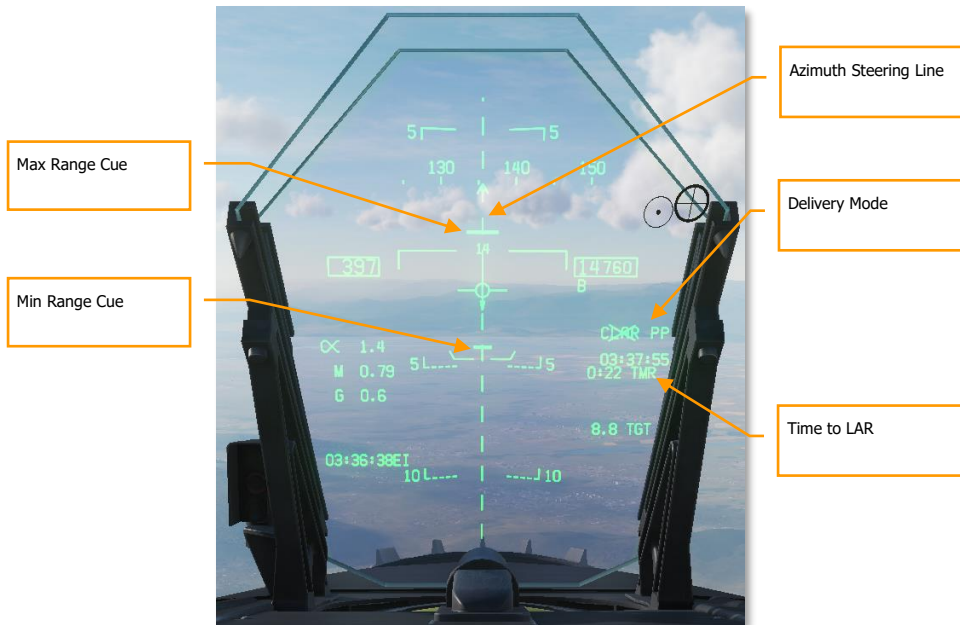 Azimuth Steering Line
5 5
Max Range Cue
130 140 150
Delivery Mode
14
397 14760
B
Min Range Cue
PP
α 1.4
03:37:55
5 5
M 0.79
0:22 TMR
G 0.6
Time to LAR
8.8 TGT
03:36:38EI
10 10